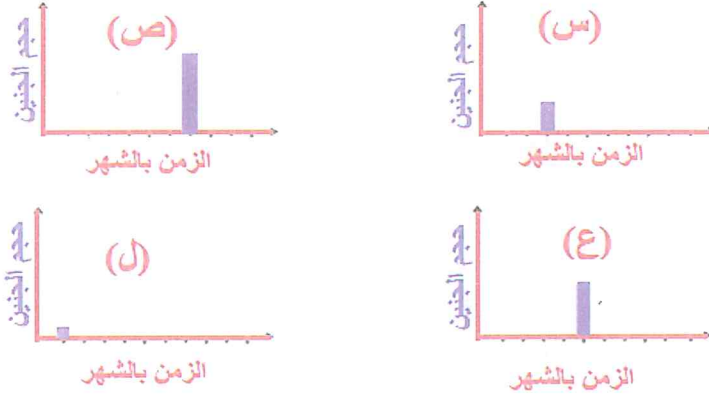 (س)
حجم الجنين
الزمن بالشهر
(ص)
حجم الجنين
الزمن بالشهر
(ع)
حجم الجنين
الزمن بالشهر
(ل)
حجم الجنين
الزمن بالشهر